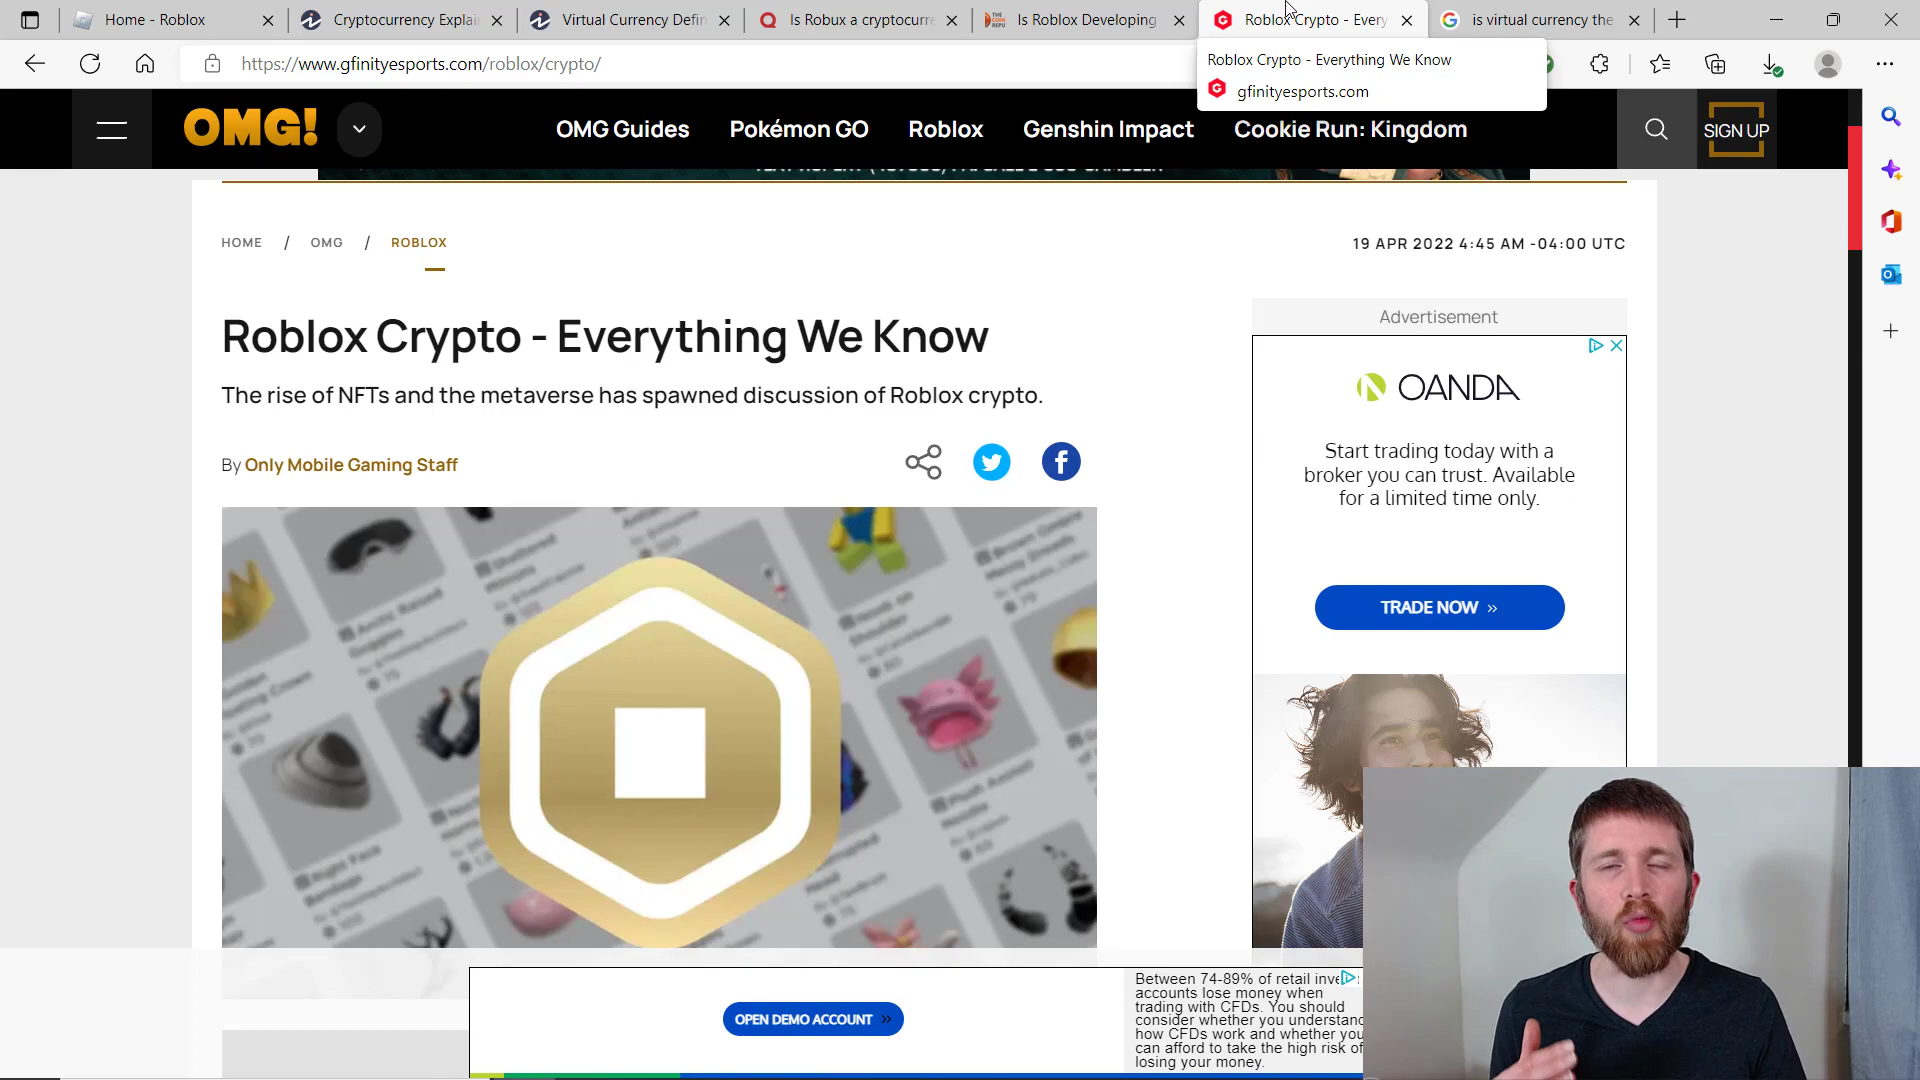 Home - Roblox
Cryptocurrency Explai
Virtual Currency Defin
Is Robux a cryptocurre
Is Roblox Developing
Roblox Crypto - Every
is virtual currency the
https://www.gfinityesports.com/roblox/crypto/
Roblox Crypto - Everything We Know
gfinityesports.com
OMG!
OMG Guides
Pokémon GO
Roblox
Genshin Impact
Cookie Run: Kingdom
SIGN UP
HOME / OMG / ROBLOX
19 APR 2022 4:45 AM -04:00 UTC
Roblox Crypto - Everything We Know
The rise of NFTs and the metaverse has spawned discussion of Roblox crypto.
By Only Mobile Gaming Staff
Advertisement
OANDA
Start trading today with a
broker you can trust. Available
for a limited time only.
TRADE NOW »
OPEN DEMO ACCOUNT »
Between 74-89% of retail inve
accounts lose money when
trading with CFDs. You should
consider whether you understand
how CFDs work and whether you
can afford to take the high risk of
losing your money.